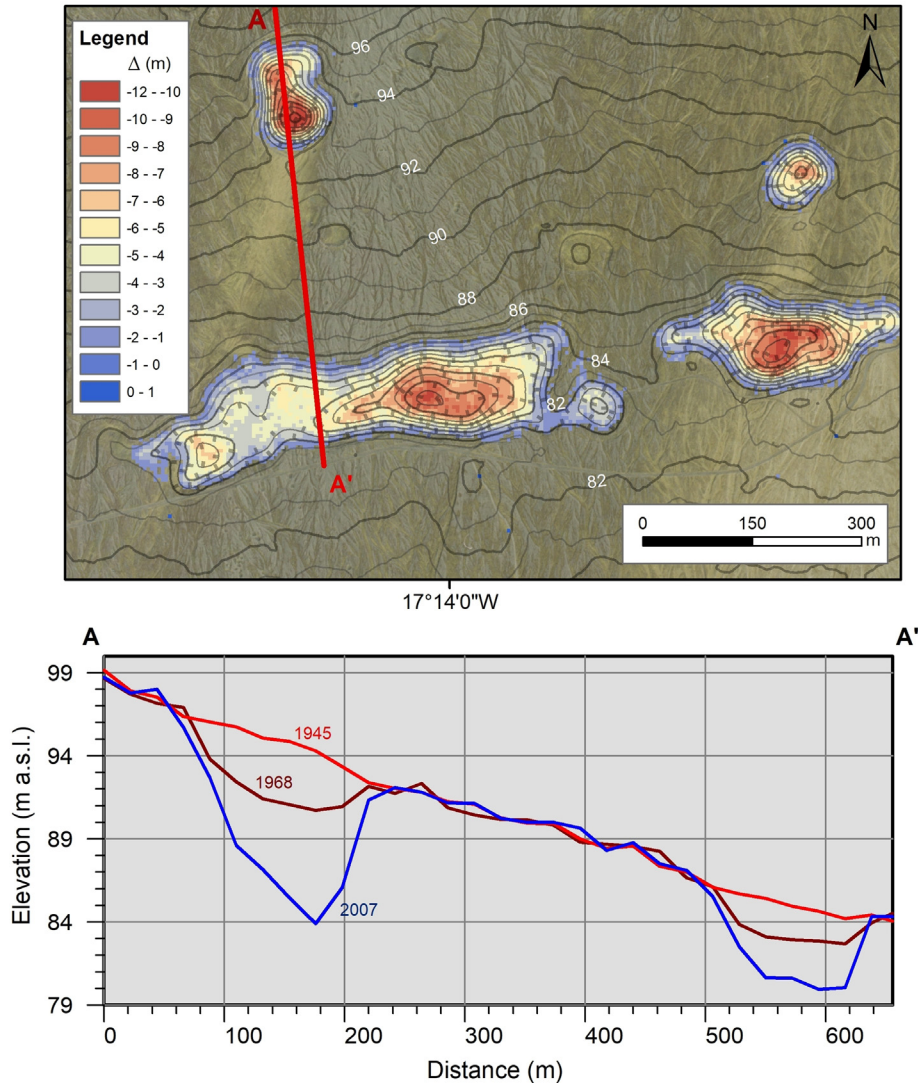 Legend
Δ (m)
-12 - -10
-10 - -9
-9 - -8
-8 - -7
-7 - -6
-6 - -5
-5 - -4
-4 - -3
-3 - -2
-2 - -1
-1 - 0
0 - 1
A
96
N
94
92
90
88
86
84
82
A'
82
0 150 300
m
17°14'0"W
A A'
99
94
89
84
79
1945
1968
2007
Elevation (m a.s.l.)
0 100 200 300 400 500 600
Distance (m)